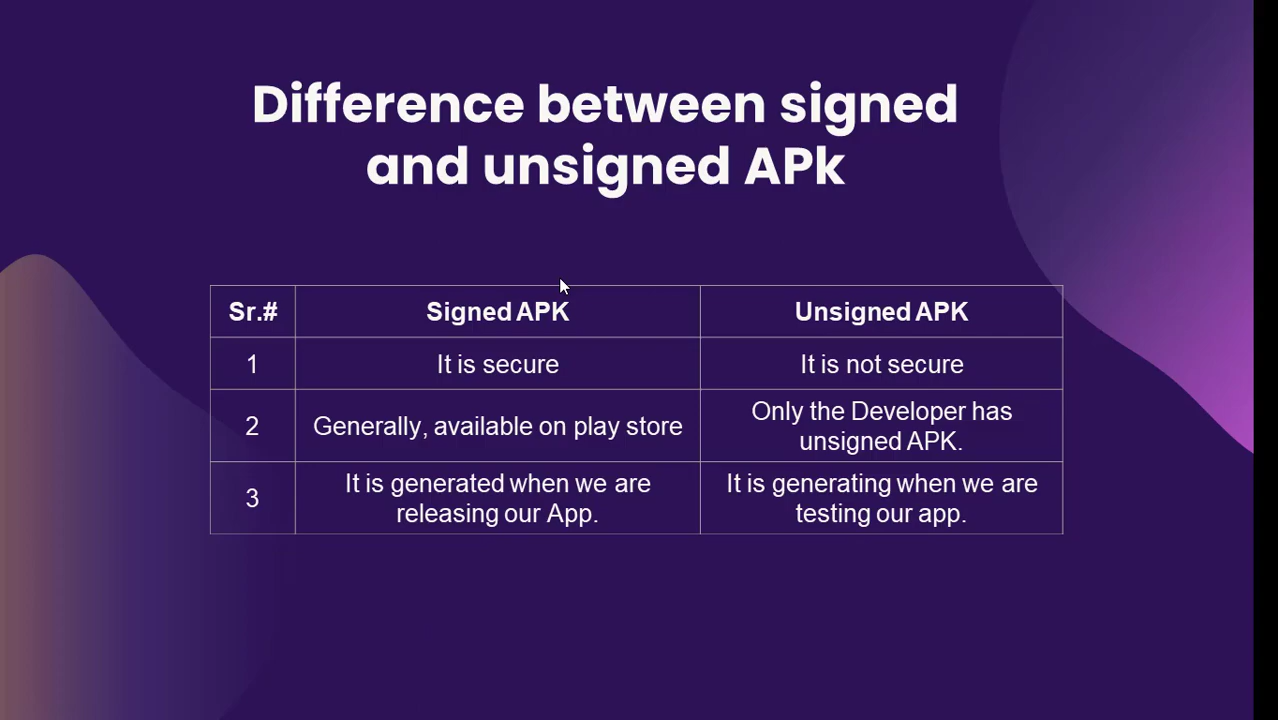 Difference between signed
and unsigned APk
Sr.# Signed APK Unsigned APK
1 It is secure It is not secure
2 Generally, available on play store Only the Developer has
unsigned APK.
3 It is generated when we are
releasing our App. It is generating when we are
testing our app.